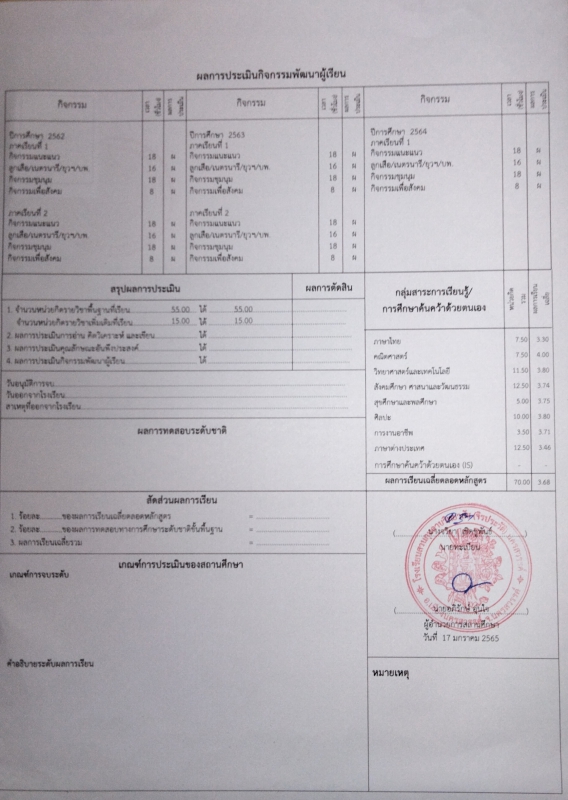 ผลการประเมินกิจกรรมพัฒนาผู้เรียน
กิจกรรม เวลา (ชั่วโมง) ผลการประเมิน กิจกรรม เวลา (ชั่วโมง) ผลการประเมิน กิจกรรม เวลา (ชั่วโมง) ผลการประเมิน
ปีการศึกษา 2562
ภาคเรียนที่ 1
กิจกรรมแนะแนว 18 ผ
ลูกเสือ/เนตรนารี/ยุวฯ/บพ. 16 ผ
กิจกรรมชุมนุม 18 ผ
กิจกรรมเพื่อสังคม 8 ผ
ภาคเรียนที่ 2
กิจกรรมแนะแนว 18 ผ
ลูกเสือ/เนตรนารี/ยุวฯ/บพ. 16 ผ
กิจกรรมชุมนุม 18 ผ
กิจกรรมเพื่อสังคม 8 ผ
ปีการศึกษา 2563
ภาคเรียนที่ 1
กิจกรรมแนะแนว 18 ผ
ลูกเสือ/เนตรนารี/ยุวฯ/บพ. 16 ผ
กิจกรรมชุมนุม 18 ผ
กิจกรรมเพื่อสังคม 8 ผ
ภาคเรียนที่ 2
กิจกรรมแนะแนว 18 ผ
ลูกเสือ/เนตรนารี/ยุวฯ/บพ. 16 ผ
กิจกรรมชุมนุม 18 ผ
กิจกรรมเพื่อสังคม 8 ผ
ปีการศึกษา 2564
ภาคเรียนที่ 1
กิจกรรมแนะแนว 18 ผ
ลูกเสือ/เนตรนารี/ยุวฯ/บพ. 16 ผ
กิจกรรมชุมนุม 18 ผ
กิจกรรมเพื่อสังคม 8 ผ
สรุปผลการประเมิน ผลการตัดสิน
1. จำนวนหน่วยกิตรายวิชาพื้นฐานที่เรียน 55.00 ได้ 55.00
จำนวนหน่วยกิตรายวิชาเพิ่มเติมที่เรียน 15.00 ได้ 15.00
2. ผลการประเมินการอ่าน คิดวิเคราะห์ และเขียน ได้
3. ผลการประเมินคุณลักษณะอันพึงประสงค์ ได้
4. ผลการประเมินกิจกรรมพัฒนาผู้เรียน ได้
วันอนุมัติการจบ
วันออกจากโรงเรียน
สาเหตุที่ออกจากโรงเรียน
ผลการทดสอบระดับชาติ
สัดส่วนผลการเรียน
1. ร้อยละ..........ของผลการเรียนเฉลี่ยตลอดหลักสูตร =
2. ร้อยละ..........ของผลการทดสอบทางการศึกษาระดับชาติขั้นพื้นฐาน =
3. ผลการเรียนเฉลี่ยรวม =
เกณฑ์การประเมินของสถานศึกษา
เกณฑ์การจบระดับ
คำอธิบายระดับผลการเรียน
กลุ่มสาระการเรียนรู้/
การศึกษาค้นคว้าด้วยตนเอง
หน่วยกิตรวม ผลการเรียนเฉลี่ย
ภาษาไทย 7.50 3.30
คณิตศาสตร์ 7.50 4.00
วิทยาศาสตร์และเทคโนโลยี 11.50 3.80
สังคมศึกษา ศาสนาและวัฒนธรรม 12.50 3.74
สุขศึกษาและพลศึกษา 5.00 3.75
ศิลปะ 10.00 3.80
การงานอาชีพ 3.50 3.71
ภาษาต่างประเทศ 12.50 3.46
การศึกษาค้นคว้าด้วยตนเอง (IS) - -
ผลการเรียนเฉลี่ยตลอดหลักสูตร 70.00 3.68
นายทะเบียน
ผู้อำนวยการสถานศึกษา
วันที่ 17 มกราคม 2565
หมายเหตุ